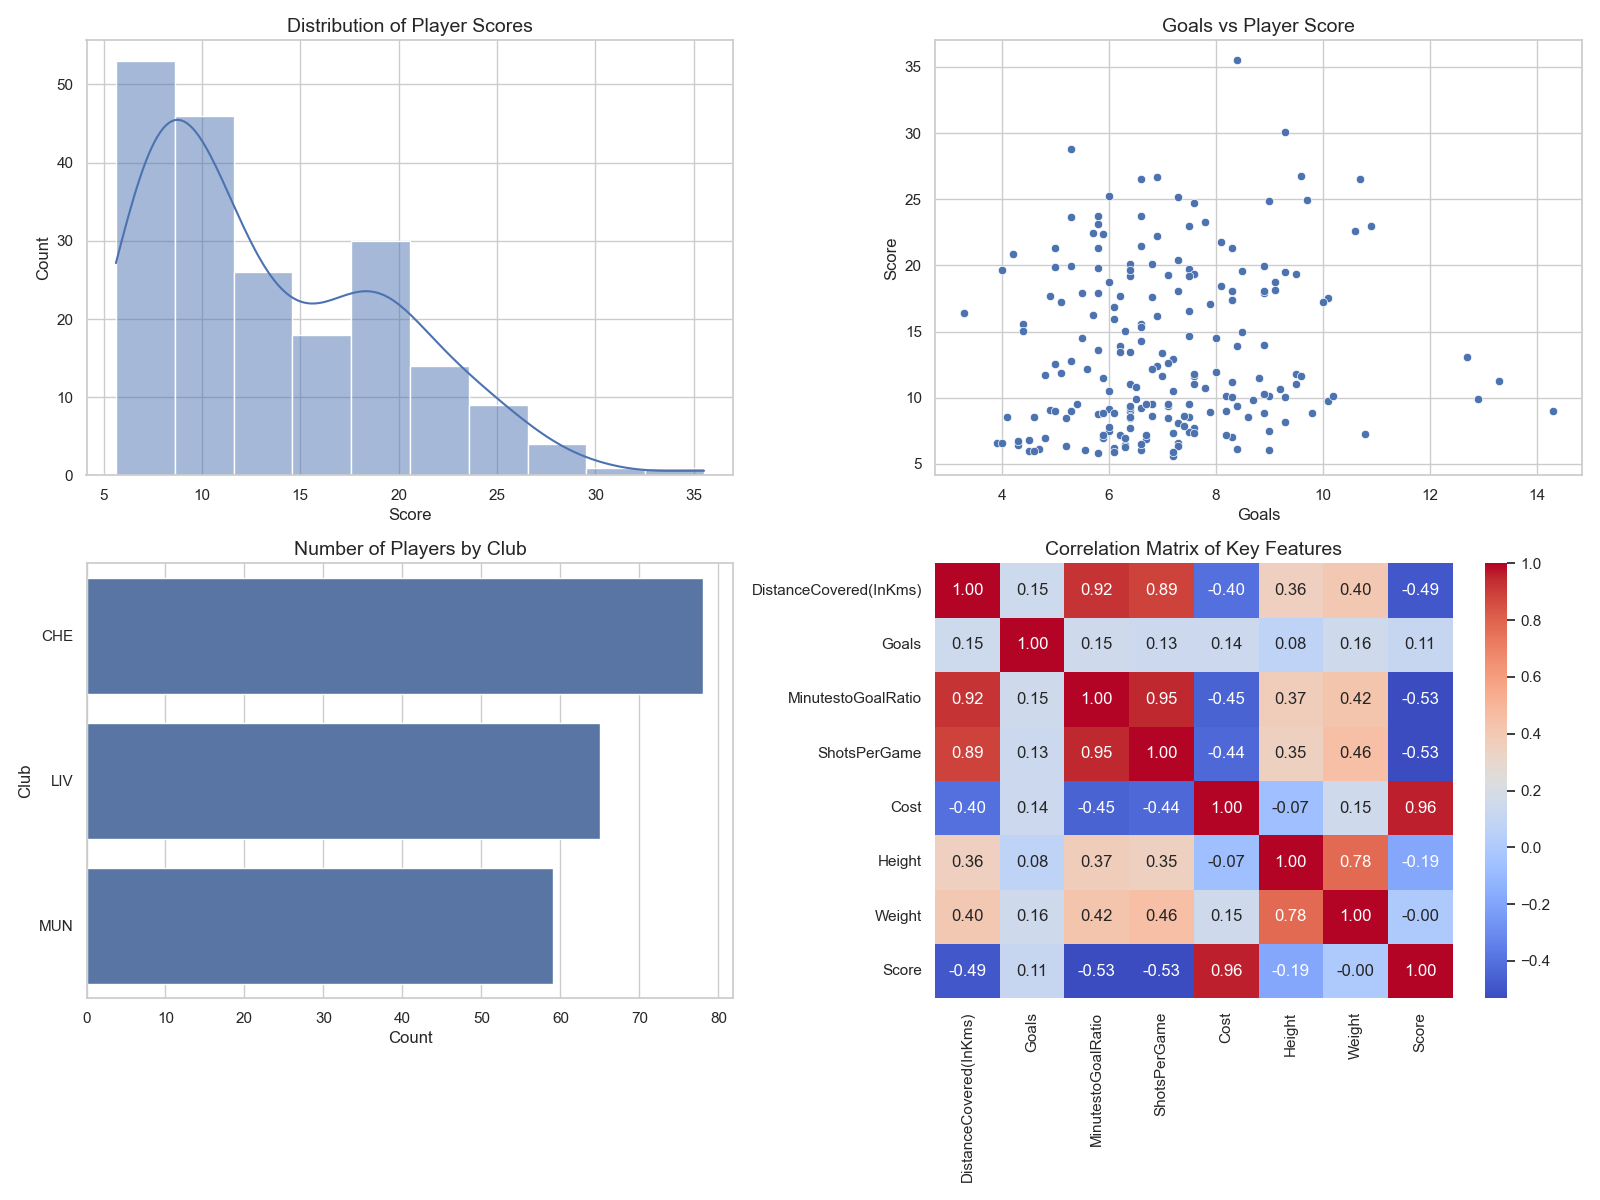 Distribution of Player Scores
50
40
30
20
10
0
Count
5 10 15 20 25 30 35
Score
Goals vs Player Score
35
30
25
20
15
10
5
Score
4 6 8 10 12 14
Goals
Number of Players by Club
CHE
LIV
MUN
Club
0 10 20 30 40 50 60 70 80
Count
Correlation Matrix of Key Features
DistanceCovered(InKms) 1.00 0.15 0.92 0.89 -0.40 0.36 0.40 -0.49
Goals 0.15 1.00 0.15 0.13 0.14 0.08 0.16 0.11
MinutestoGoalRatio 0.92 0.15 1.00 0.95 -0.45 0.37 0.42 -0.53
ShotsPerGame 0.89 0.13 0.95 1.00 -0.44 0.35 0.46 -0.53
Cost -0.40 0.14 -0.45 -0.44 1.00 -0.07 0.15 0.96
Height 0.36 0.08 0.37 0.35 -0.07 1.00 0.78 -0.19
Weight 0.40 0.16 0.42 0.46 0.15 0.78 1.00 -0.00
Score -0.49 0.11 -0.53 -0.53 0.96 -0.19 -0.00 1.00
DistanceCovered(InKms)
Goals
MinutestoGoalRatio
ShotsPerGame
Cost
Height
Weight
Score
1.0
0.8
0.6
0.4
0.2
0.0
−0.2
−0.4